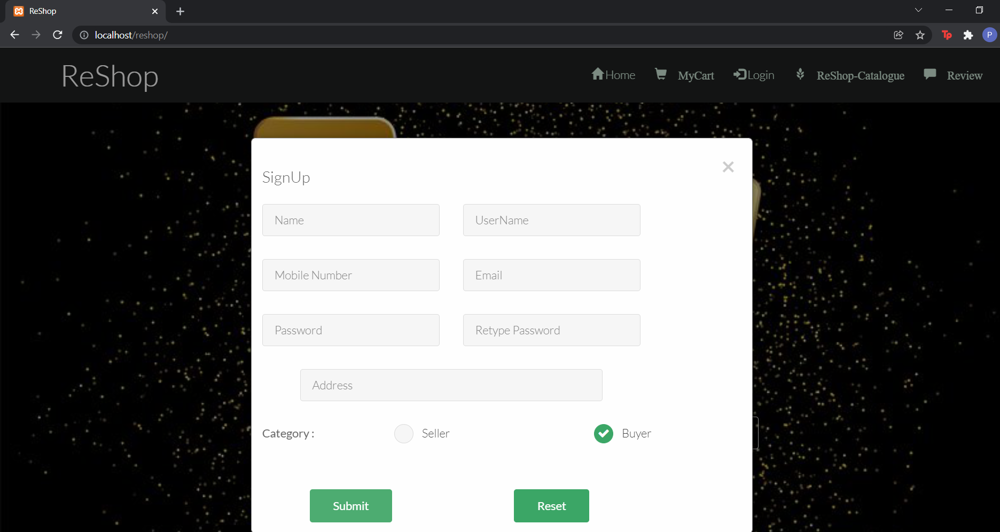 ReShop
localhost/reshop/
Tp
P
ReShop
Home MyCart Login ReShop-Catalogue Review
SignUp
Name UserName
Mobile Number Email
Password Retype Password
Address
Category : Seller Buyer
Submit Reset